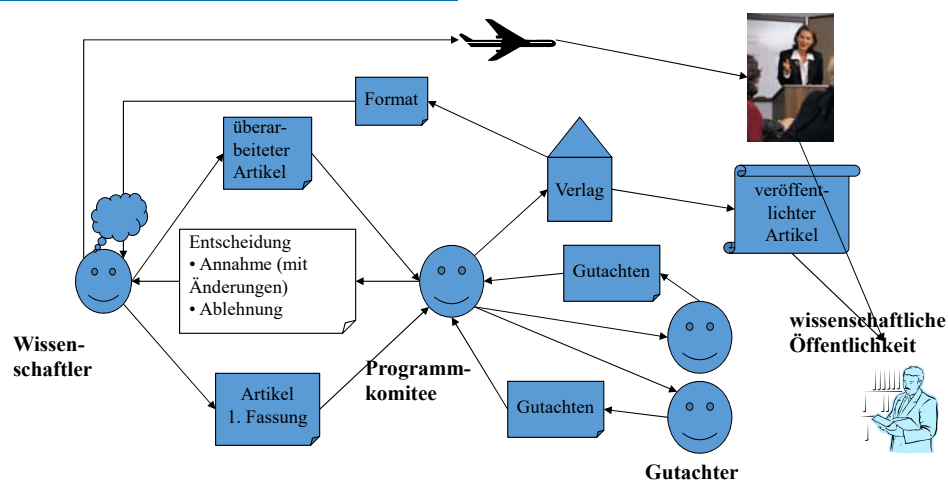 Format
überar-
beiteter
Artikel
Verlag
veröffent-
lichter
Artikel
Entscheidung
• Annahme (mit
Änderungen)
• Ablehnung
Gutachten
Wissen-
schaftler
wissenschaftliche
Öffentlichkeit
Programm-
komitee
Artikel
1. Fassung
Gutachten
Gutachter